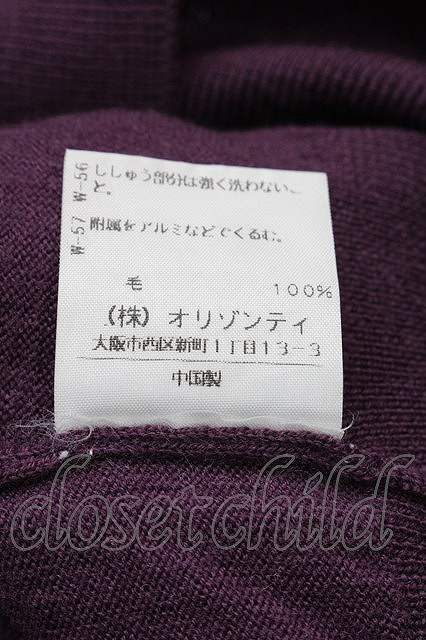 W-56 ししゅう部分は強く洗わないこ
と。
W-57 附属をアルミなどでくるむ。
毛 100%
(株) オリゾンティ
大阪市西区新町1丁目13-3
中国製
closet child